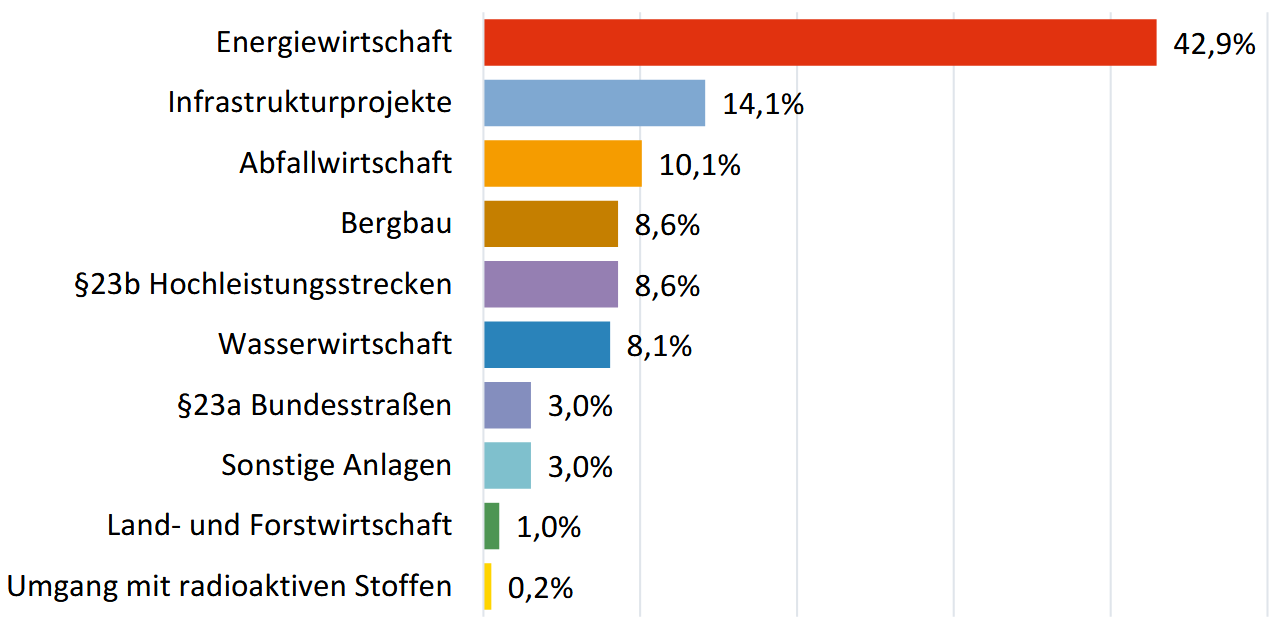 Energiewirtschaft 42,9%
Infrastrukturprojekte 14,1%
Abfallwirtschaft 10,1%
Bergbau 8,6%
§23b Hochleistungsstrecken 8,6%
Wasserwirtschaft 8,1%
§23a Bundesstraßen 3,0%
Sonstige Anlagen 3,0%
Land- und Forstwirtschaft 1,0%
Umgang mit radioaktiven Stoffen 0,2%